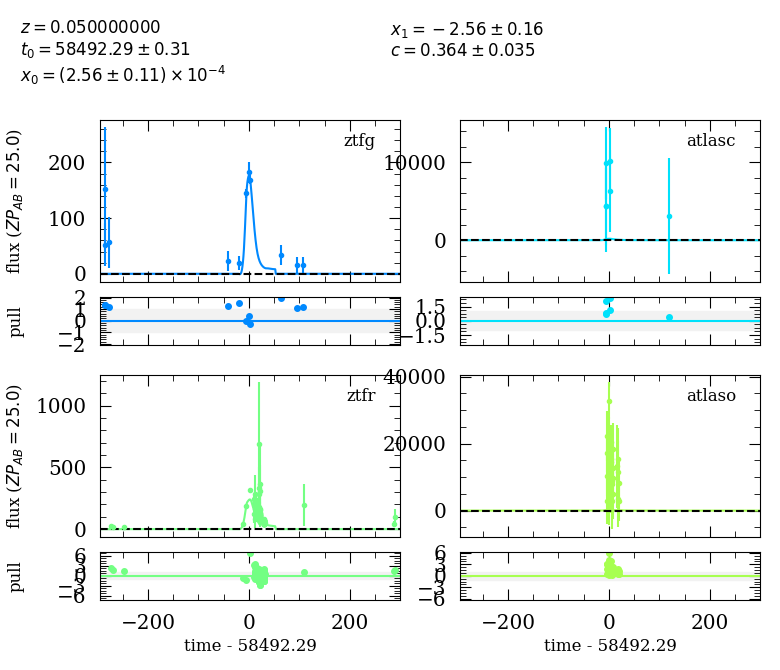 z = 0.050000000
t₀ = 58492.29 ± 0.31
x₀ = (2.56 ± 0.11) × 10⁻⁴
x₁ = −2.56 ± 0.16
c = 0.364 ± 0.035
flux (ZP_AB = 25.0)
200
100
0
ztfg
10000
0
atlasc
pull
2
1
0
−1
−2
1.5
0.0
−1.5
flux (ZP_AB = 25.0)
1000
500
0
ztfr
40000
20000
0
atlaso
pull
6
3
0
−3
−6
6
3
0
−3
−6
−200 0 200
time - 58492.29
−200 0 200
time - 58492.29